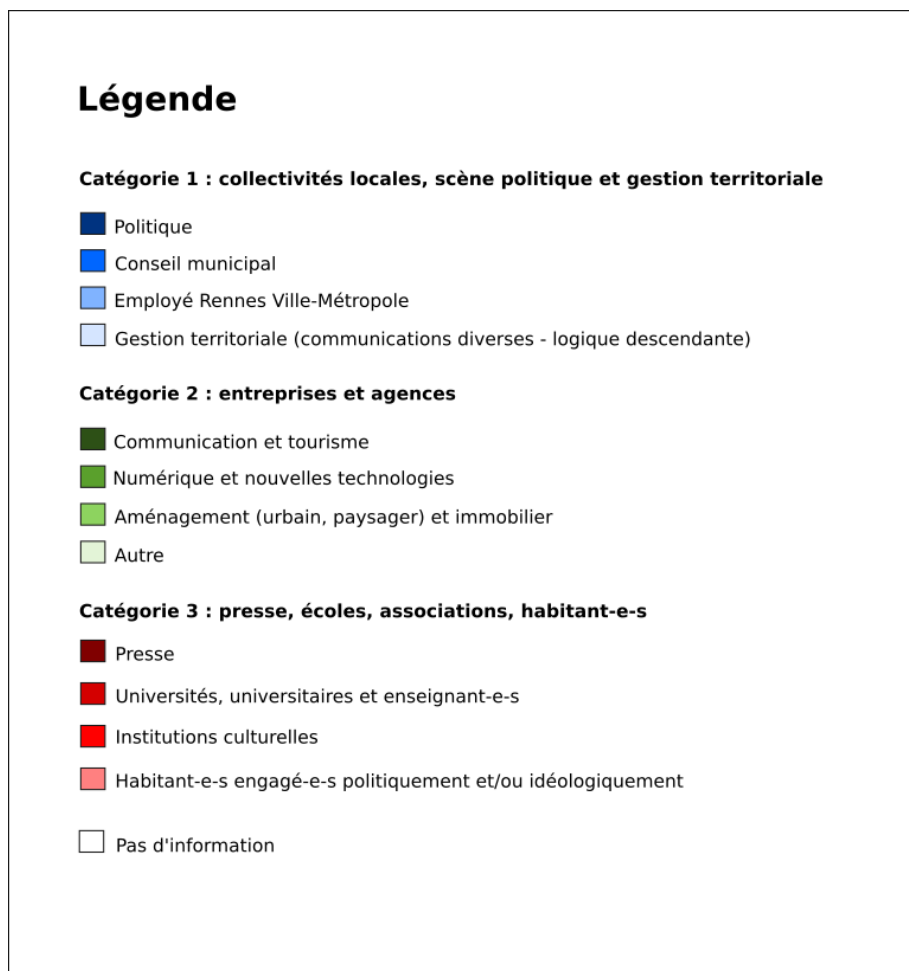 Légende
Catégorie 1 : collectivités locales, scène politique et gestion territoriale
Politique
Conseil municipal
Employé Rennes Ville-Métropole
Gestion territoriale (communications diverses - logique descendante)
Catégorie 2 : entreprises et agences
Communication et tourisme
Numérique et nouvelles technologies
Aménagement (urbain, paysager) et immobilier
Autre
Catégorie 3 : presse, écoles, associations, habitant-e-s
Presse
Universités, universitaires et enseignant-e-s
Institutions culturelles
Habitant-e-s engagé-e-s politiquement et/ou idéologiquement
Pas d'information